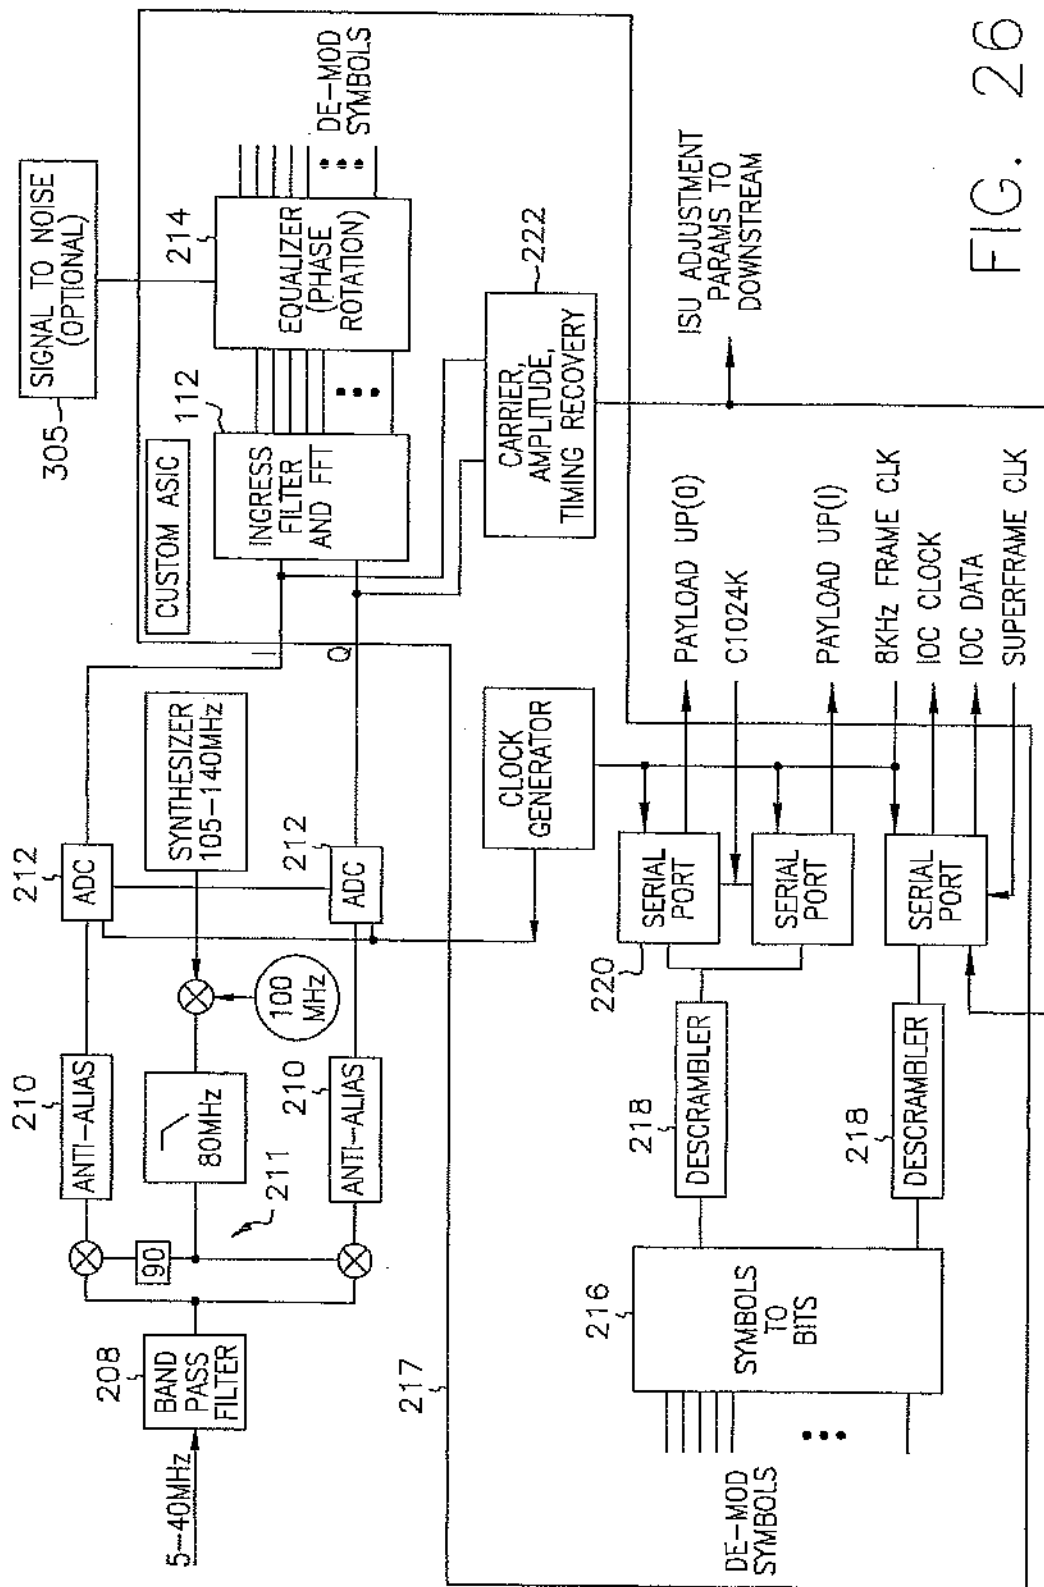 5-40MHz
208
BAND
PASS
FILTER
90
211
210
ANTI-ALIAS
80MHz
210
ANTI-ALIAS
100
MHz
212
ADC
212
ADC
SYNTHESIZER
105-140MHz
I
Q
CUSTOM ASIC
112
INGRESS
FILTER
AND FFT
305
SIGNAL TO NOISE
(OPTIONAL)
214
EQUALIZER
(PHASE
ROTATION)
DE-MOD
SYMBOLS
222
CARRIER,
AMPLITUDE,
TIMING RECOVERY
ISU ADJUSTMENT
PARAMS TO
DOWNSTREAM
CLOCK
GENERATOR
217
DE-MOD
SYMBOLS
216
SYMBOLS
TO
BITS
218
DESCRAMBLER
218
DESCRAMBLER
220
SERIAL
PORT
SERIAL
PORT
SERIAL
PORT
PAYLOAD UP(0)
C1024K
PAYLOAD UP(1)
8KHz FRAME CLK
IOC CLOCK
IOC DATA
SUPERFRAME CLK
FIG. 26